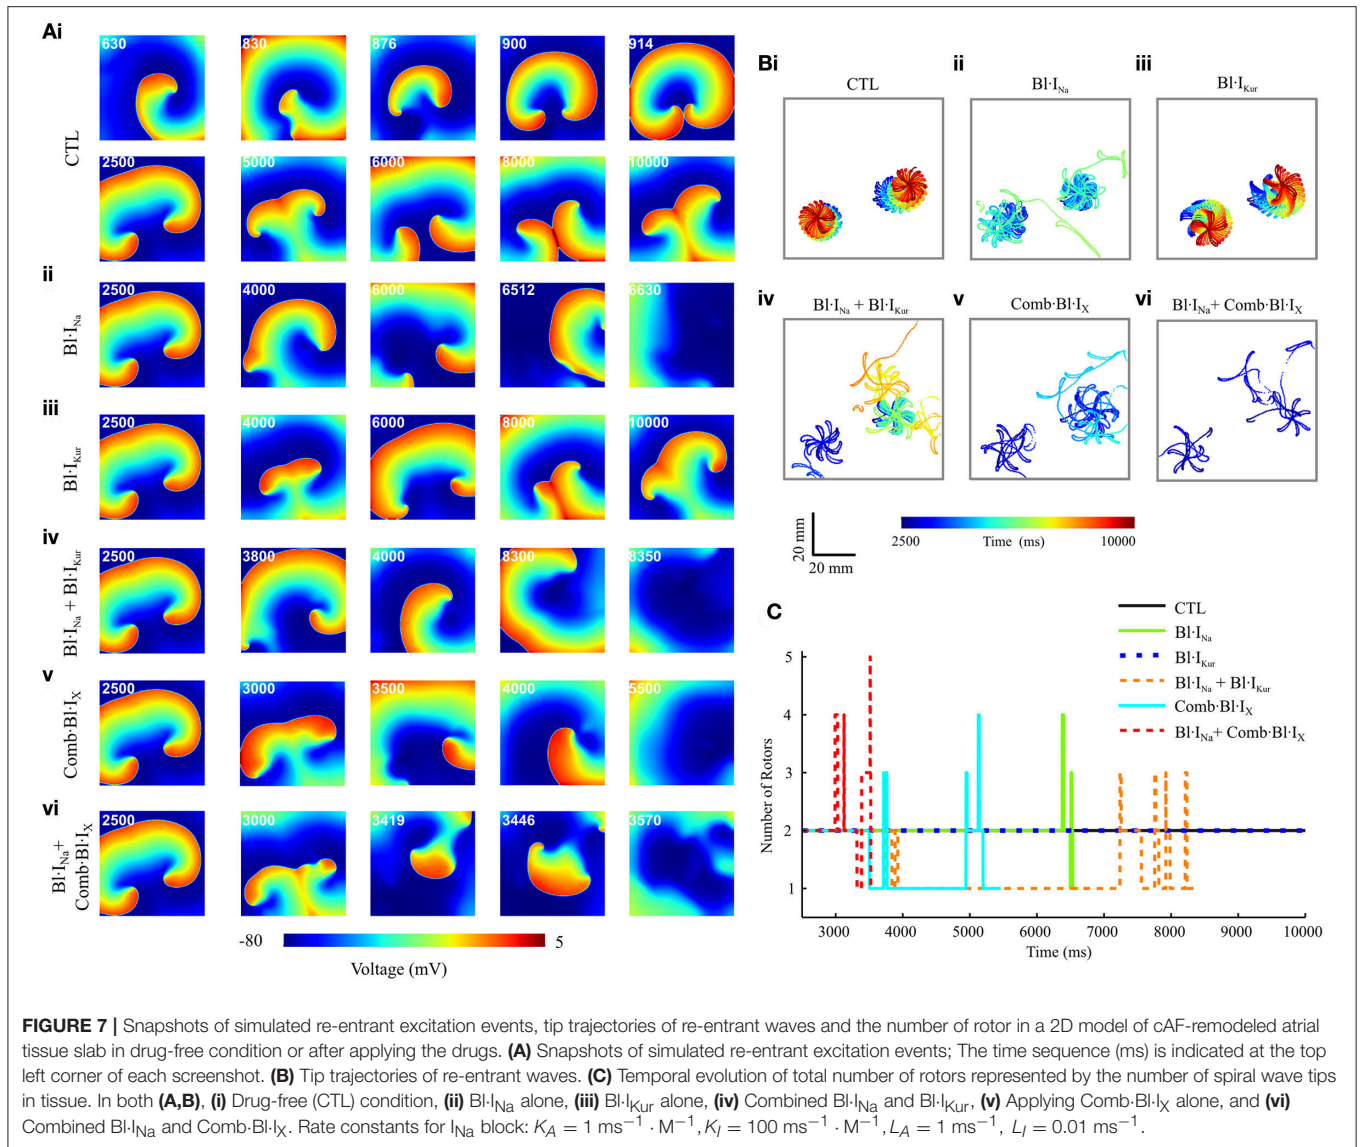 Ai
630
830
876
900
914
CTL
2500
5000
6000
8000
10000
ii
Bl·I_Na
2500
4000
6000
6512
6630
iii
Bl·I_Kur
2500
4000
6000
8000
10000
iv
Bl·I_Na + Bl·I_Kur
2500
3800
4000
8300
8350
v
Comb·Bl·I_X
2500
3000
3500
4000
5500
vi
Bl·I_Na+
Comb·Bl·I_X
2500
3000
3419
3446
3570
-80
5
Voltage (mV)
Bi
CTL
ii
Bl·I_Na
iii
Bl·I_Kur
iv
Bl·I_Na + Bl·I_Kur
v
Comb·Bl·I_X
vi
Bl·I_Na+ Comb·Bl·I_X
20 mm
20 mm
2500
Time (ms)
10000
C
CTL
Bl·I_Na
Bl·I_Kur
Bl·I_Na + Bl·I_Kur
Comb·Bl·I_X
Bl·I_Na+ Comb·Bl·I_X
Number of Rotors
5
4
3
2
1
3000
4000
5000
6000
7000
8000
9000
10000
Time (ms)
FIGURE 7 | Snapshots of simulated re-entrant excitation events, tip trajectories of re-entrant waves and the number of rotor in a 2D model of cAF-remodeled atrial
tissue slab in drug-free condition or after applying the drugs. (A) Snapshots of simulated re-entrant excitation events; The time sequence (ms) is indicated at the top
left corner of each screenshot. (B) Tip trajectories of re-entrant waves. (C) Temporal evolution of total number of rotors represented by the number of spiral wave tips
in tissue. In both (A,B), (i) Drug-free (CTL) condition, (ii) Bl·I_Na alone, (iii) Bl·I_Kur alone, (iv) Combined Bl·I_Na and Bl·I_Kur, (v) Applying Comb·Bl·I_X alone, and (vi)
Combined Bl·I_Na and Comb·Bl·I_X. Rate constants for I_Na block: K_A = 1 ms⁻¹ · M⁻¹, K_I = 100 ms⁻¹ · M⁻¹, L_A = 1 ms⁻¹, L_I = 0.01 ms⁻¹.